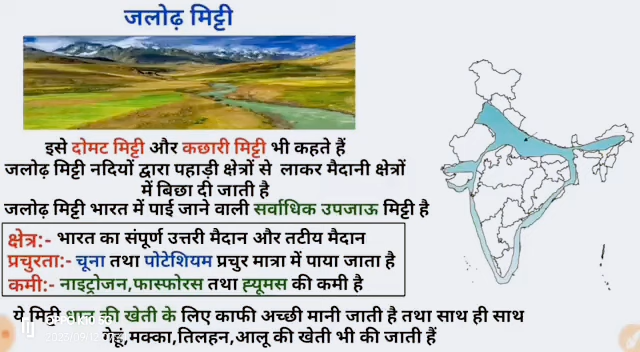 जलोढ़ मिट्टी
इसे दोमट मिट्टी और कछारी मिट्टी भी कहते हैं
जलोढ़ मिट्टी नदियों द्वारा पहाड़ी क्षेत्रों से लाकर मैदानी क्षेत्रों
में बिछा दी जाती है
जलोढ़ मिट्टी भारत में पाई जाने वाली सर्वाधिक उपजाऊ मिट्टी है
क्षेत्र:- भारत का संपूर्ण उत्तरी मैदान और तटीय मैदान
प्रचुरता:- चूना तथा पोटेशियम प्रचुर मात्रा में पाया जाता है
कमी:- नाइट्रोजन,फास्फोरस तथा ह्यूमस की कमी है
ये मिट्टी धान की खेती के लिए काफी अच्छी मानी जाती है तथा साथ ही साथ
गेहूं,मक्का,तिलहन,आलू की खेती भी की जाती हैं